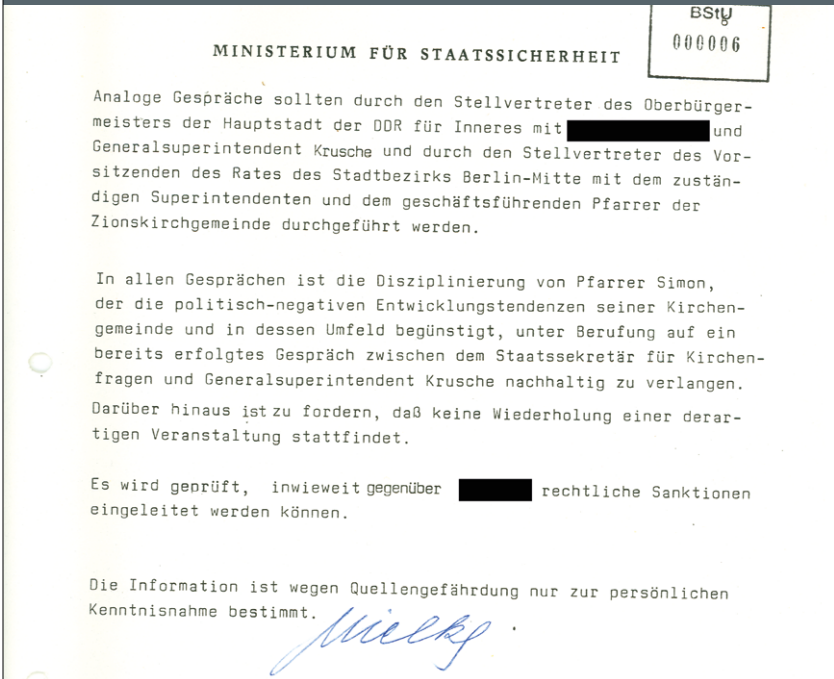 BStU
000006
MINISTERIUM FÜR STAATSSICHERHEIT
Analoge Gespräche sollten durch den Stellvertreter des Oberbürger-
meisters der Hauptstadt der DDR für Inneres mit und
Generalsuperintendent Krusche und durch den Stellvertreter des Vor-
sitzenden des Rates des Stadtbezirks Berlin-Mitte mit dem zustän-
digen Superintendenten und dem geschäftsführenden Pfarrer der
Zionskirchgemeinde durchgeführt werden.
In allen Gesprächen ist die Disziplinierung von Pfarrer Simon,
der die politisch-negativen Entwicklungstendenzen seiner Kirchen-
gemeinde und in dessen Umfeld begünstigt, unter Berufung auf ein
bereits erfolgtes Gespräch zwischen dem Staatssekretär für Kirchen-
fragen und Generalsuperintendent Krusche nachhaltig zu verlangen.
Darüber hinaus ist zu fordern, daß keine Wiederholung einer derar-
tigen Veranstaltung stattfindet.
Es wird geprüft, inwieweit gegenüber rechtliche Sanktionen
eingeleitet werden können.
Die Information ist wegen Quellengefährdung nur zur persönlichen
Kenntnisnahme bestimmt.
Mielke